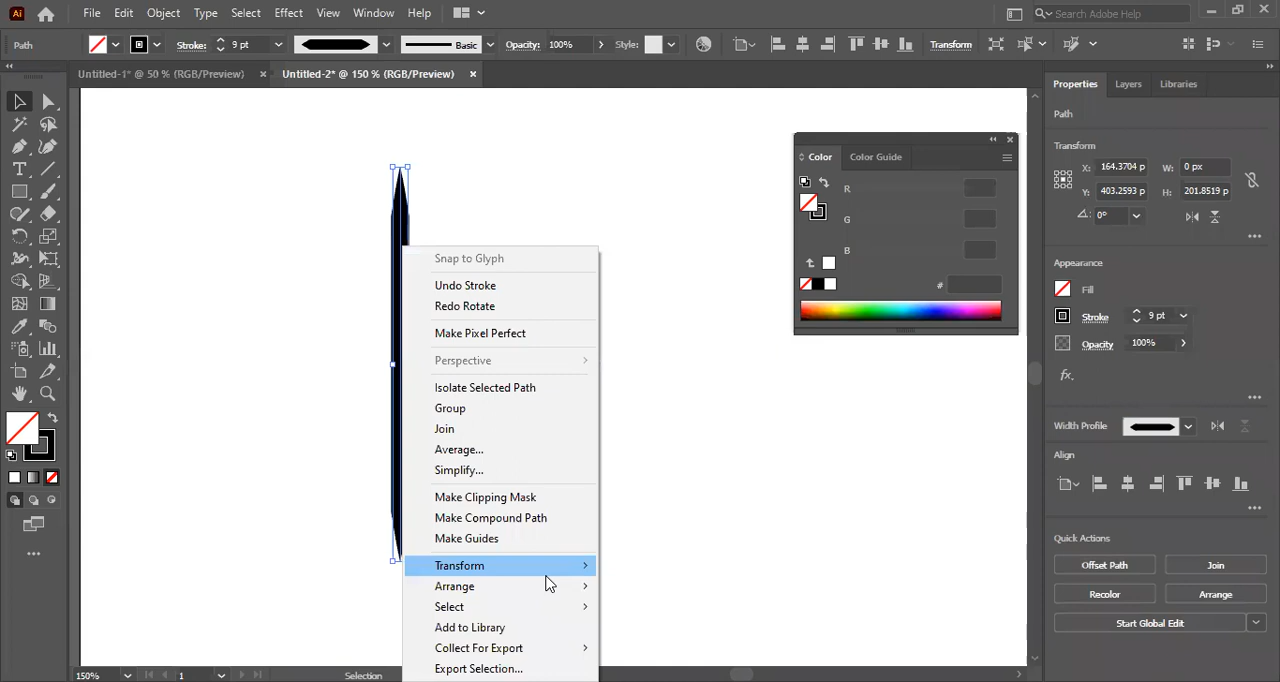 Ai File Edit Object Type Select Effect View Window Help Search Adobe Help
Path Stroke: 9 pt Basic Opacity: 100% Style: Transform
Untitled-1* @ 50 % (RGB/Preview) × Untitled-2* @ 150 % (RGB/Preview) ×
Snap to Glyph
Undo Stroke
Redo Rotate
Make Pixel Perfect
Perspective
Isolate Selected Path
Group
Join
Average...
Simplify...
Make Clipping Mask
Make Compound Path
Make Guides
Transform
Arrange
Select
Add to Library
Collect For Export
Export Selection...
Color Color Guide
R
G
B
#
Properties Layers Libraries
Path
Transform
X: 164.3704 p W: 0 px
Y: 403.2593 p H: 201.8519 p
0°
Appearance
Fill
Stroke 9 pt
Opacity 100%
fx.
Width Profile
Align
Quick Actions
Offset Path Join
Recolor Arrange
Start Global Edit
150% 1 Selection